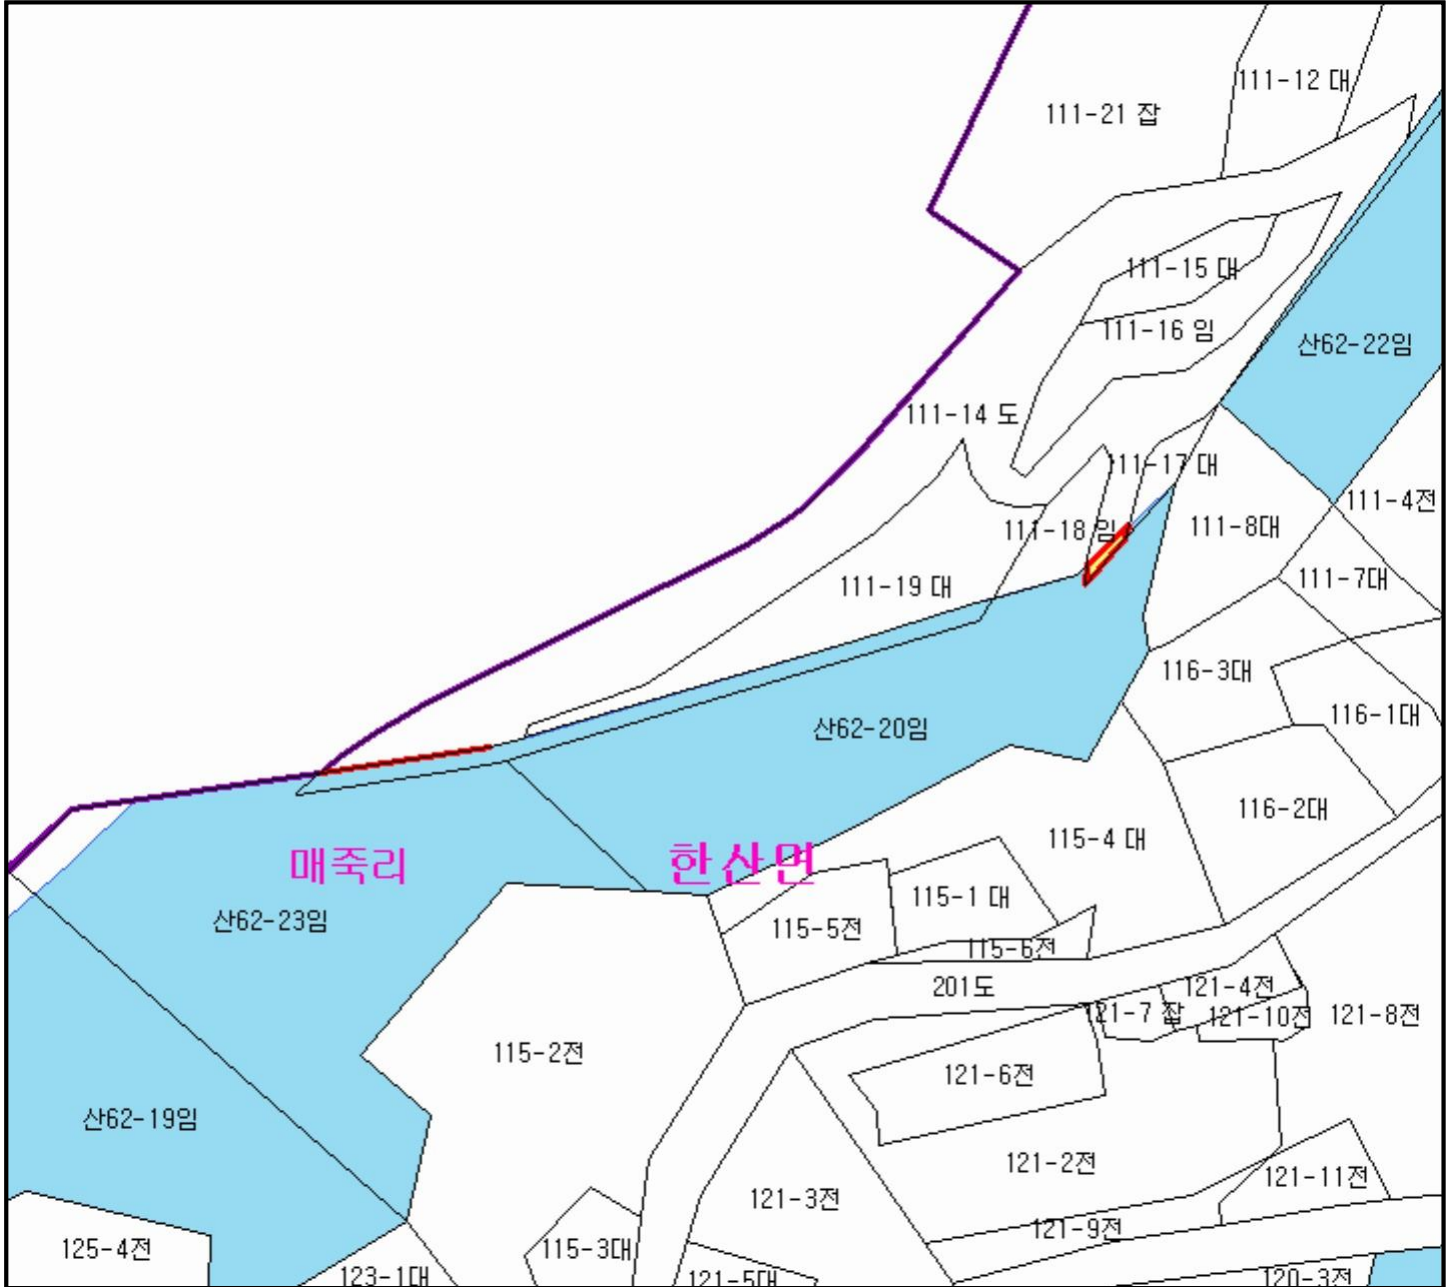 111-12 대
111-21 잡
111-15 대
111-16 임
산62-22임
111-14 도
111-17 대
111-4전
111-8대
111-18 임
111-7대
111-19 대
116-3대
116-1대
산62-20임
116-2대
115-4 대
매죽리
한산면
115-1 대
산62-23임
115-5전
115-6전
201도
121-4전
121-7 잡
121-10전
121-8전
115-2전
121-6전
산62-19임
121-2전
121-11전
121-3전
121-9전
125-4전
115-3대
123-1대
121-5대
120-3전